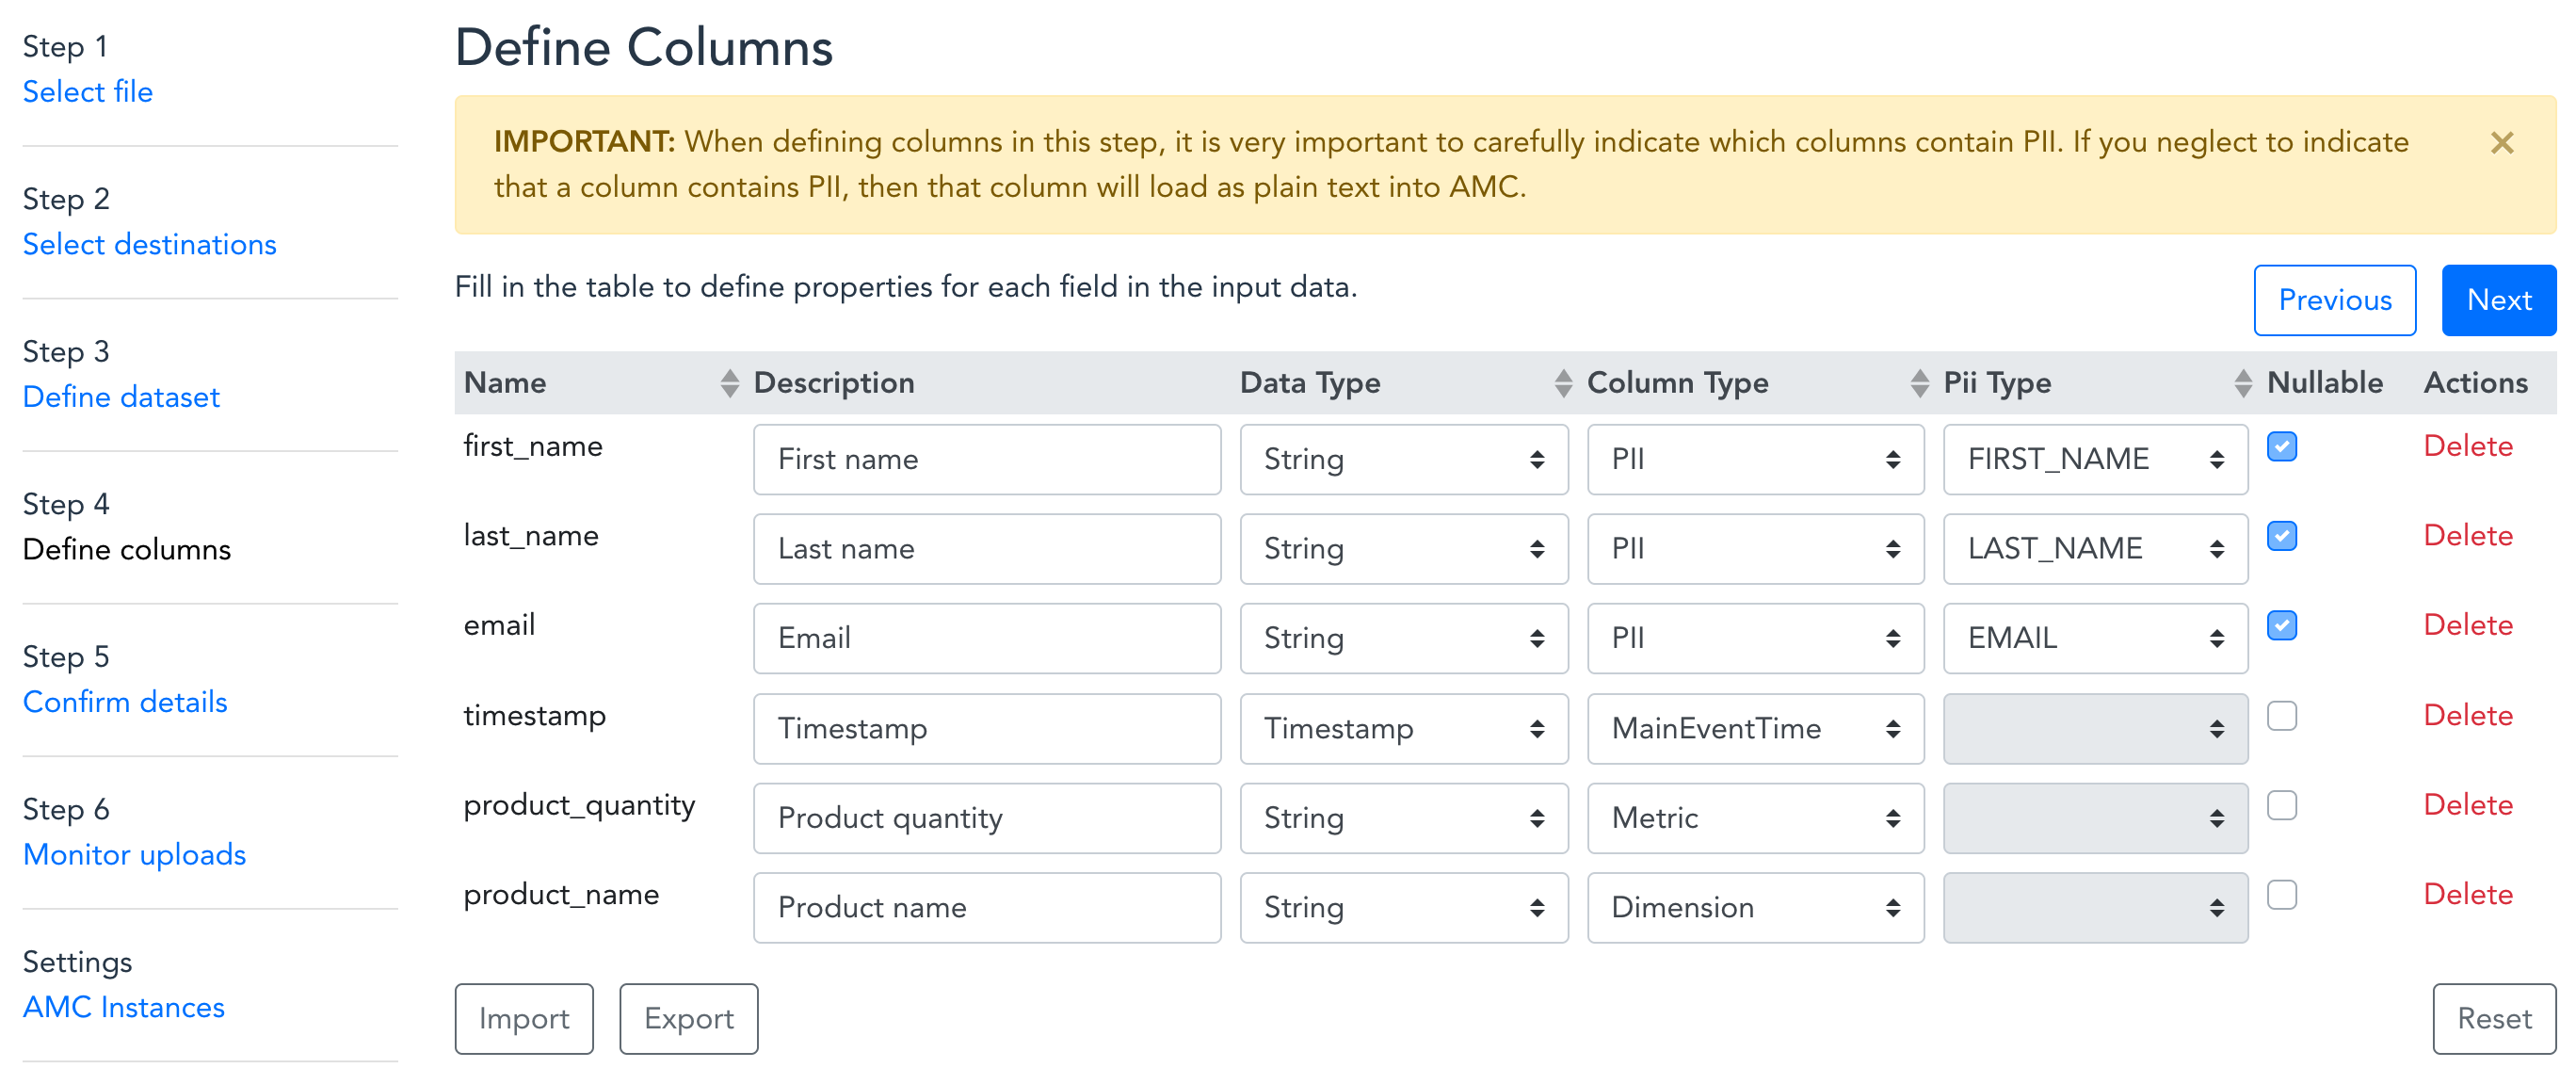 Step 1
Select file
Step 2
Select destinations
Step 3
Define dataset
Step 4
Define columns
Step 5
Confirm details
Step 6
Monitor uploads
Settings
AMC Instances
Define Columns
IMPORTANT: When defining columns in this step, it is very important to carefully indicate which columns contain PII. If you neglect to indicate
that a column contains PII, then that column will load as plain text into AMC.
Fill in the table to define properties for each field in the input data.
Previous Next
Name Description Data Type Column Type Pii Type Nullable Actions
first_name First name String PII FIRST_NAME Delete
last_name Last name String PII LAST_NAME Delete
email Email String PII EMAIL Delete
timestamp Timestamp Timestamp MainEventTime Delete
product_quantity Product quantity String Metric Delete
product_name Product name String Dimension Delete
Import Export Reset